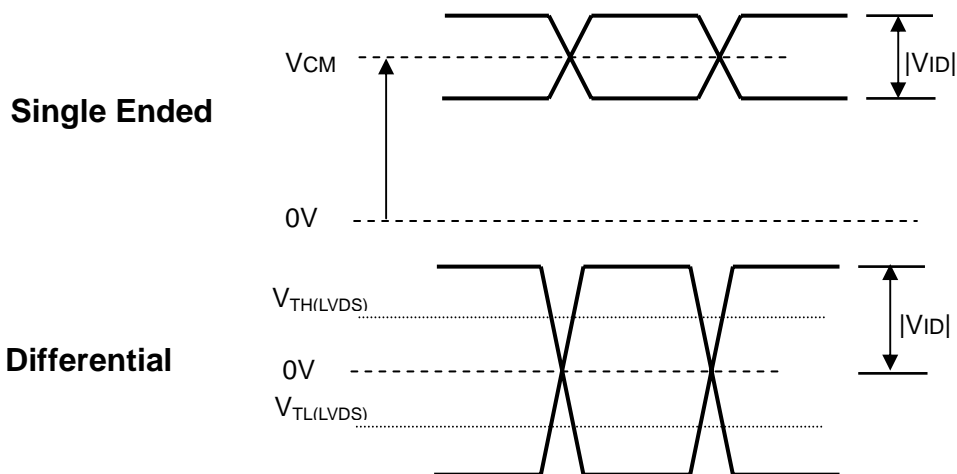 VCM
|VID|
Single Ended
0V
VTH(LVDS)
|VID|
Differential
0V
VTL(LVDS)